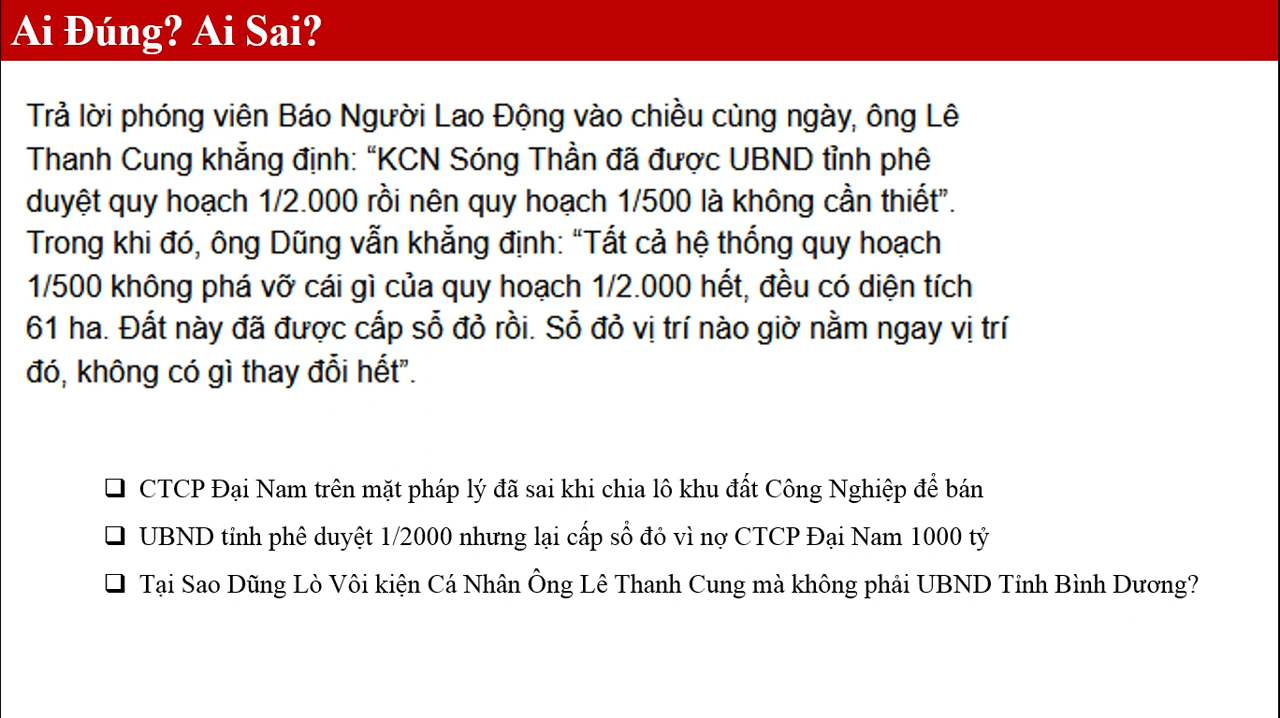 Ai Đúng? Ai Sai?
Trả lời phóng viên Báo Người Lao Động vào chiều cùng ngày, ông Lê
Thanh Cung khẳng định: “KCN Sóng Thần đã được UBND tỉnh phê
duyệt quy hoạch 1/2.000 rồi nên quy hoạch 1/500 là không cần thiết”.
Trong khi đó, ông Dũng vẫn khẳng định: “Tất cả hệ thống quy hoạch
1/500 không phá vỡ cái gì của quy hoạch 1/2.000 hết, đều có diện tích
61 ha. Đất này đã được cấp sổ đỏ rồi. Sổ đỏ vị trí nào giờ nằm ngay vị trí
đó, không có gì thay đổi hết”.
❑ CTCP Đại Nam trên mặt pháp lý đã sai khi chia lô khu đất Công Nghiệp để bán
❑ UBND tỉnh phê duyệt 1/2000 nhưng lại cấp sổ đỏ vì nợ CTCP Đại Nam 1000 tỷ
❑ Tại Sao Dũng Lò Vôi kiện Cá Nhân Ông Lê Thanh Cung mà không phải UBND Tỉnh Bình Dương?